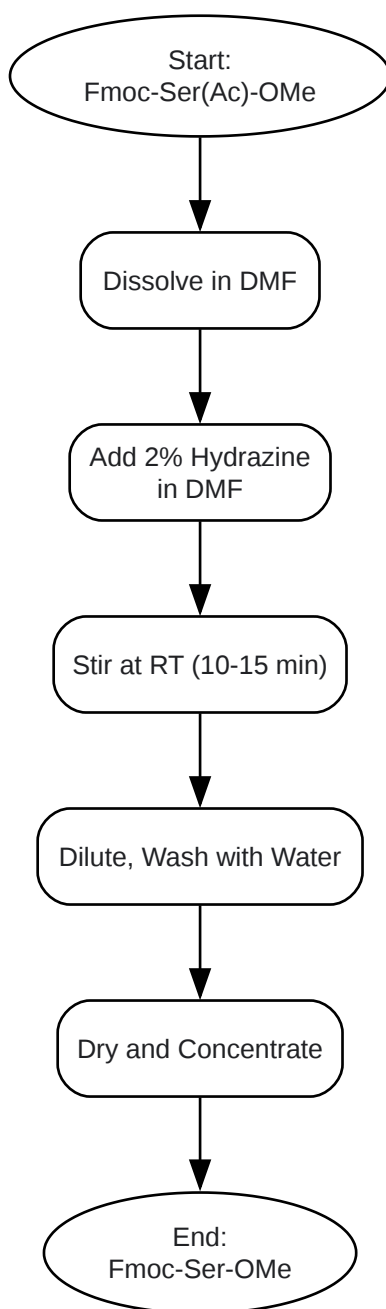 Start:
Fmoc-Ser(Ac)-OMe
Dissolve in DMF
Add 2% Hydrazine
in DMF
Stir at RT (10-15 min)
Dilute, Wash with Water
Dry and Concentrate
End:
Fmoc-Ser-OMe